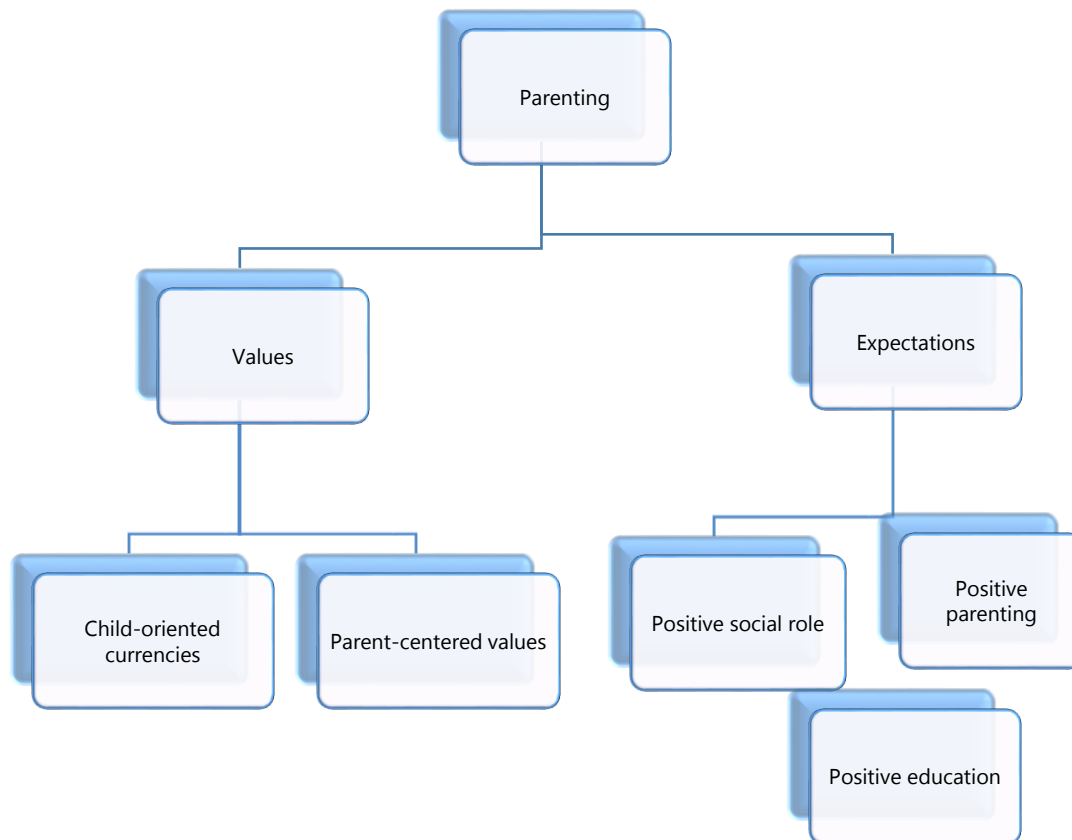 Parenting
Values
Expectations
Child-oriented
currencies
Parent-centered values
Positive social role
Positive
parenting
Positive education